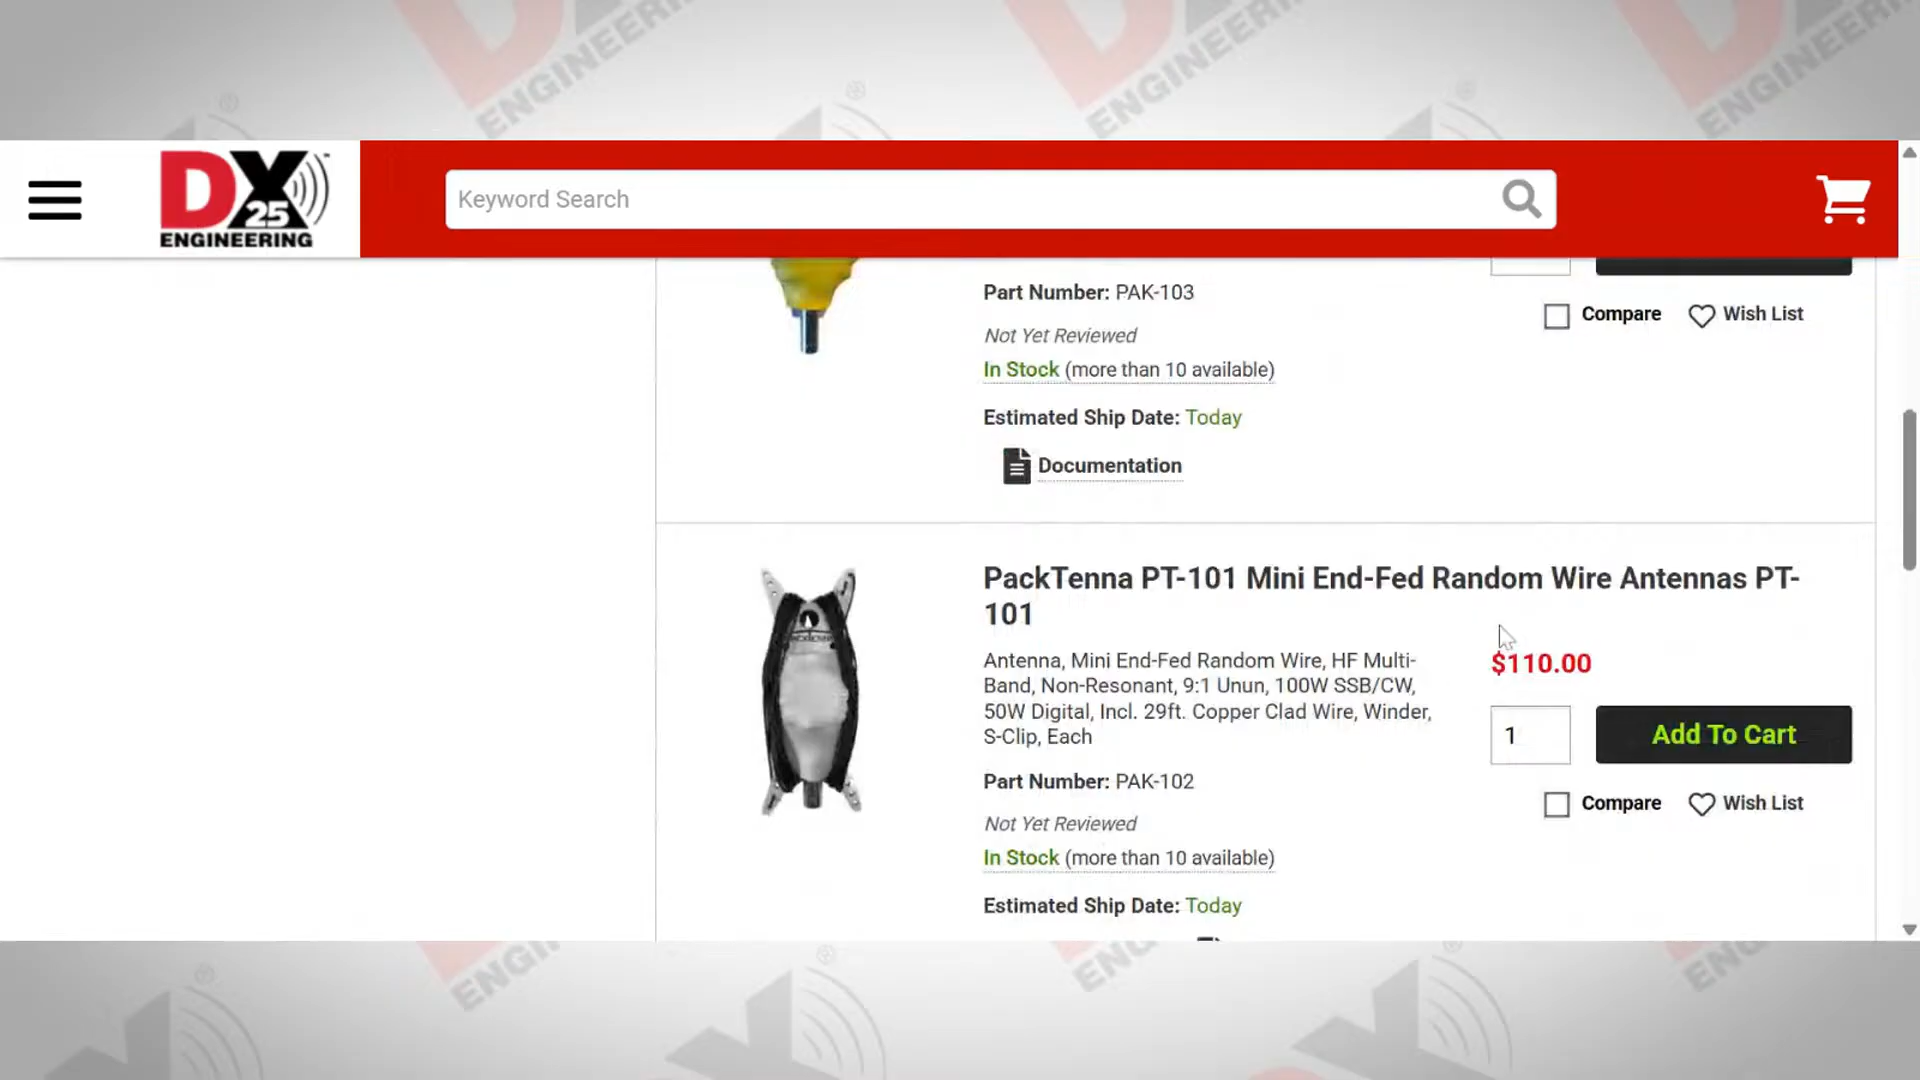 ENGINEERING
ENGINEERING
ENGINEERING
DX
25
ENGINEERING
Keyword Search
Part Number: PAK-103
Compare
Wish List
Not Yet Reviewed
In Stock (more than 10 available)
Estimated Ship Date: Today
Documentation
PackTenna PT-101 Mini End-Fed Random Wire Antennas PT-
101
Antenna, Mini End-Fed Random Wire, HF Multi-
Band, Non-Resonant, 9:1 Unun, 100W SSB/CW,
50W Digital, Incl. 29ft. Copper Clad Wire, Winder,
S-Clip, Each
$110.00
1
Add To Cart
Part Number: PAK-102
Compare
Wish List
Not Yet Reviewed
In Stock (more than 10 available)
Estimated Ship Date: Today